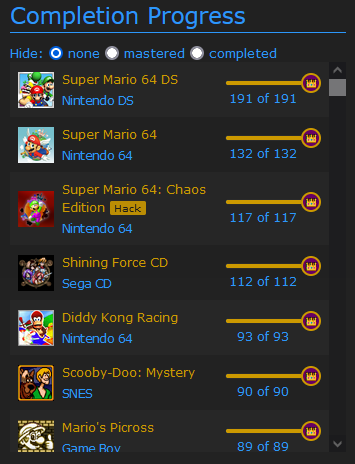 Completion Progress
Hide: none mastered completed
Super Mario 64 DS
Nintendo DS
191 of 191
Super Mario 64
Nintendo 64
132 of 132
Super Mario 64: Chaos
Edition Hack
Nintendo 64
117 of 117
Shining Force CD
Sega CD
112 of 112
Diddy Kong Racing
Nintendo 64
93 of 93
Scooby-Doo: Mystery
SNES
90 of 90
Mario's Picross
Game Boy
89 of 89